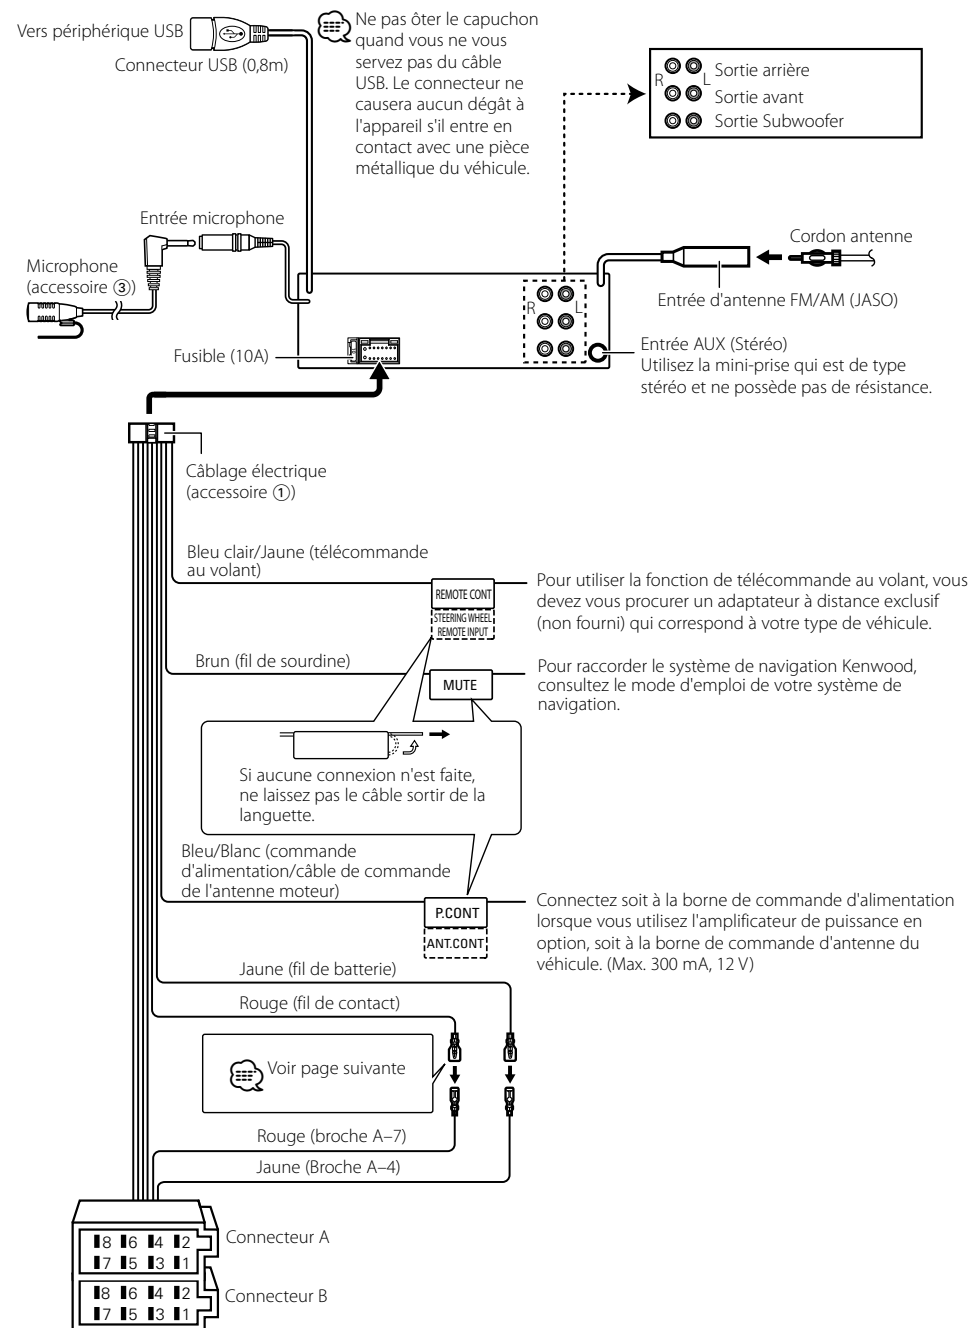 Vers périphérique USB
Connecteur USB (0,8m)
Ne pas ôter le capuchon
quand vous ne vous
servez pas du câble
USB. Le connecteur ne
causera aucun dégât à
l'appareil s'il entre en
contact avec une pièce
métallique du véhicule.
R
L
Sortie arrière
Sortie avant
Sortie Subwoofer
Entrée microphone
Microphone
(accessoire ③)
Cordon antenne
Entrée d'antenne FM/AM (JASO)
R
L
Fusible (10A)
Entrée AUX (Stéréo)
Utilisez la mini-prise qui est de type
stéréo et ne possède pas de résistance.
Câblage électrique
(accessoire ①)
Bleu clair/Jaune (télécommande
au volant)
REMOTE CONT
STEERING WHEEL
REMOTE INPUT
Pour utiliser la fonction de télécommande au volant, vous
devez vous procurer un adaptateur à distance exclusif
(non fourni) qui correspond à votre type de véhicule.
Brun (fil de sourdine)
MUTE
Pour raccorder le système de navigation Kenwood,
consultez le mode d'emploi de votre système de
navigation.
Si aucune connexion n'est faite,
ne laissez pas le câble sortir de la
languette.
Bleu/Blanc (commande
d'alimentation/câble de commande
de l'antenne moteur)
P.CONT
ANT.CONT
Connectez soit à la borne de commande d'alimentation
lorsque vous utilisez l'amplificateur de puissance en
option, soit à la borne de commande d'antenne du
véhicule. (Max. 300 mA, 12 V)
Jaune (fil de batterie)
Rouge (fil de contact)
Voir page suivante
Rouge (broche A–7)
Jaune (Broche A–4)
Connecteur A
8 6 4 2
7 5 3 1
Connecteur B
8 6 4 2
7 5 3 1